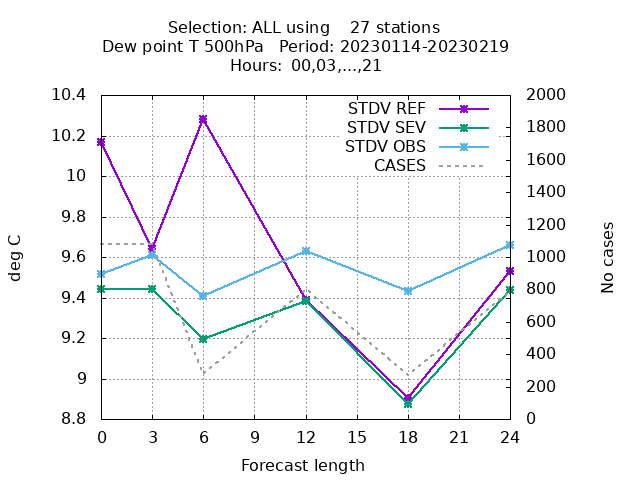 Selection: ALL using    27 stations
Dew point T 500hPa   Period: 20230114-20230219
Hours:  00,03,...,21
STDV REF
STDV SEV
STDV OBS
CASES
10.4
10.2
10
9.8
9.6
9.4
9.2
9
8.8
2000
1800
1600
1400
1200
1000
800
600
400
200
0
deg C
No cases
0 3 6 9 12 15 18 21 24
Forecast length